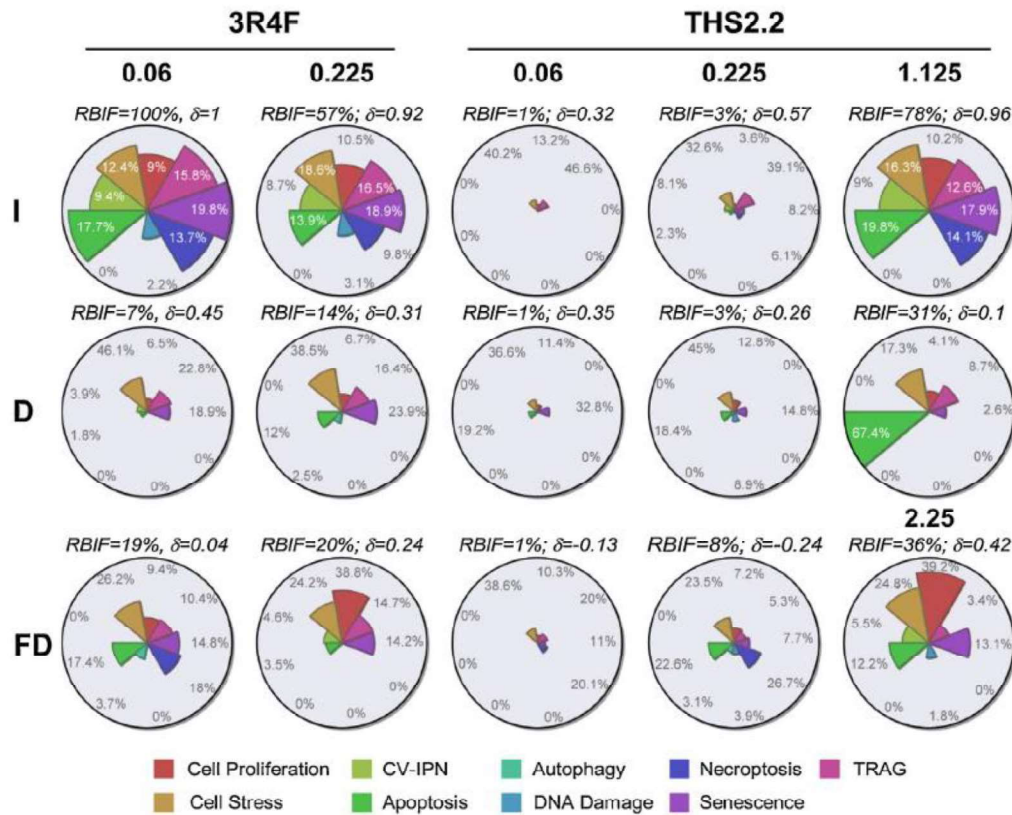 3R4F THS2.2
0.06 0.225 0.06 0.225 1.125
RBIF=100%, δ=1 RBIF=57%; δ=0.92 RBIF=1%; δ=0.32 RBIF=3%; δ=0.57 RBIF=78%; δ=0.96
I
12.4% 9% 15.8% 9.4% 19.8% 17.7% 13.7% 0% 2.2%
10.5% 18.6% 8.7% 16.5% 13.9% 18.9% 9.8% 0% 3.1%
13.2% 40.2% 46.6% 0% 0% 0% 0% 0% 0%
3.6% 32.6% 39.1% 8.1% 8.2% 2.3% 6.1% 0% 0%
10.2% 16.3% 9% 12.6% 17.9% 19.8% 14.1% 0% 0%
RBIF=7%, δ=0.45 RBIF=14%; δ=0.31 RBIF=1%; δ=0.35 RBIF=3%; δ=0.26 RBIF=31%; δ=0.1
D
46.1% 6.5% 22.8% 3.9% 18.9% 1.8% 0% 0% 0%
6.7% 38.5% 16.4% 0% 23.9% 12% 0% 2.5% 0%
36.6% 11.4% 0% 0% 32.8% 19.2% 0% 0% 0%
45% 12.8% 0% 0% 14.8% 18.4% 0% 0% 8.9%
4.1% 17.3% 8.7% 0% 2.6% 67.4% 0% 0% 0%
2.25
RBIF=19%, δ=0.04 RBIF=20%; δ=0.24 RBIF=1%; δ=-0.13 RBIF=8%; δ=-0.24 RBIF=36%; δ=0.42
FD
26.2% 9.4% 10.4% 0% 14.8% 17.4% 18% 3.7% 0%
24.2% 38.8% 14.7% 4.6% 14.2% 3.5% 0% 0% 0%
38.6% 10.3% 20% 0% 11% 0% 20.1% 0% 0%
23.5% 7.2% 5.3% 0% 7.7% 22.6% 26.7% 3.1% 3.9%
39.2% 24.8% 3.4% 5.5% 13.1% 12.2% 0% 0% 1.8%
Cell Proliferation CV-IPN Autophagy Necroptosis TRAG
Cell Stress Apoptosis DNA Damage Senescence